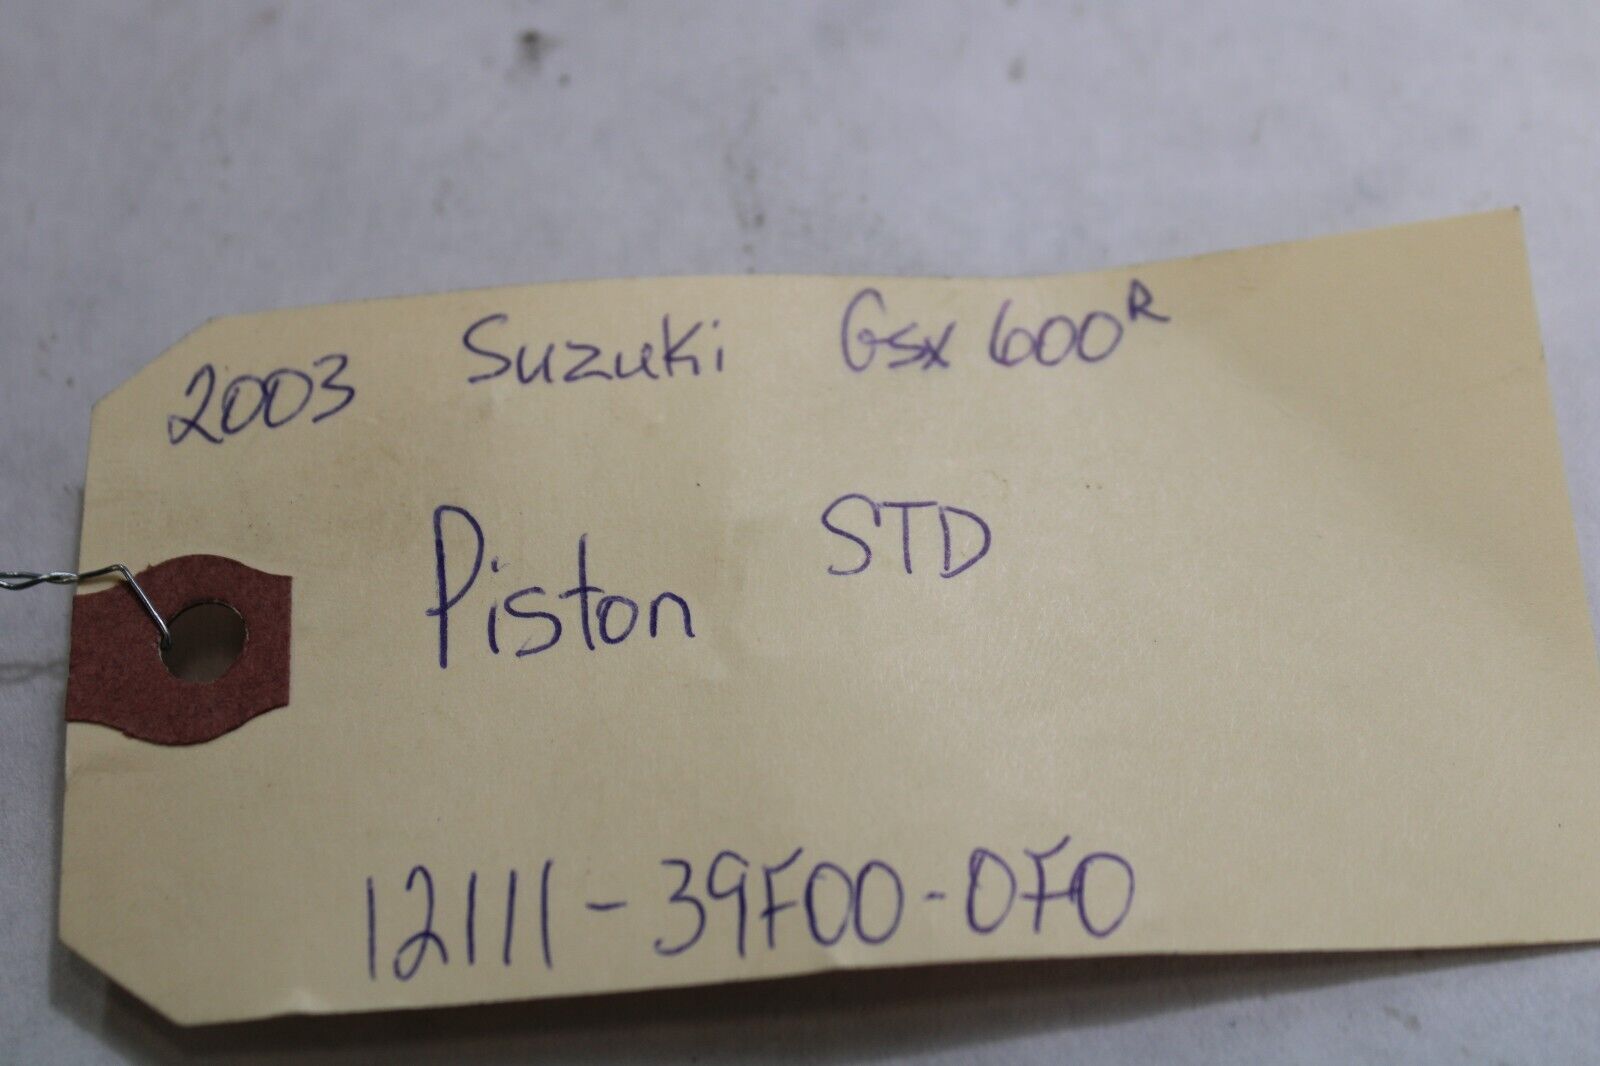 2003 Suzuki Gsx 600R
Piston STD
12111-39F00-0F0